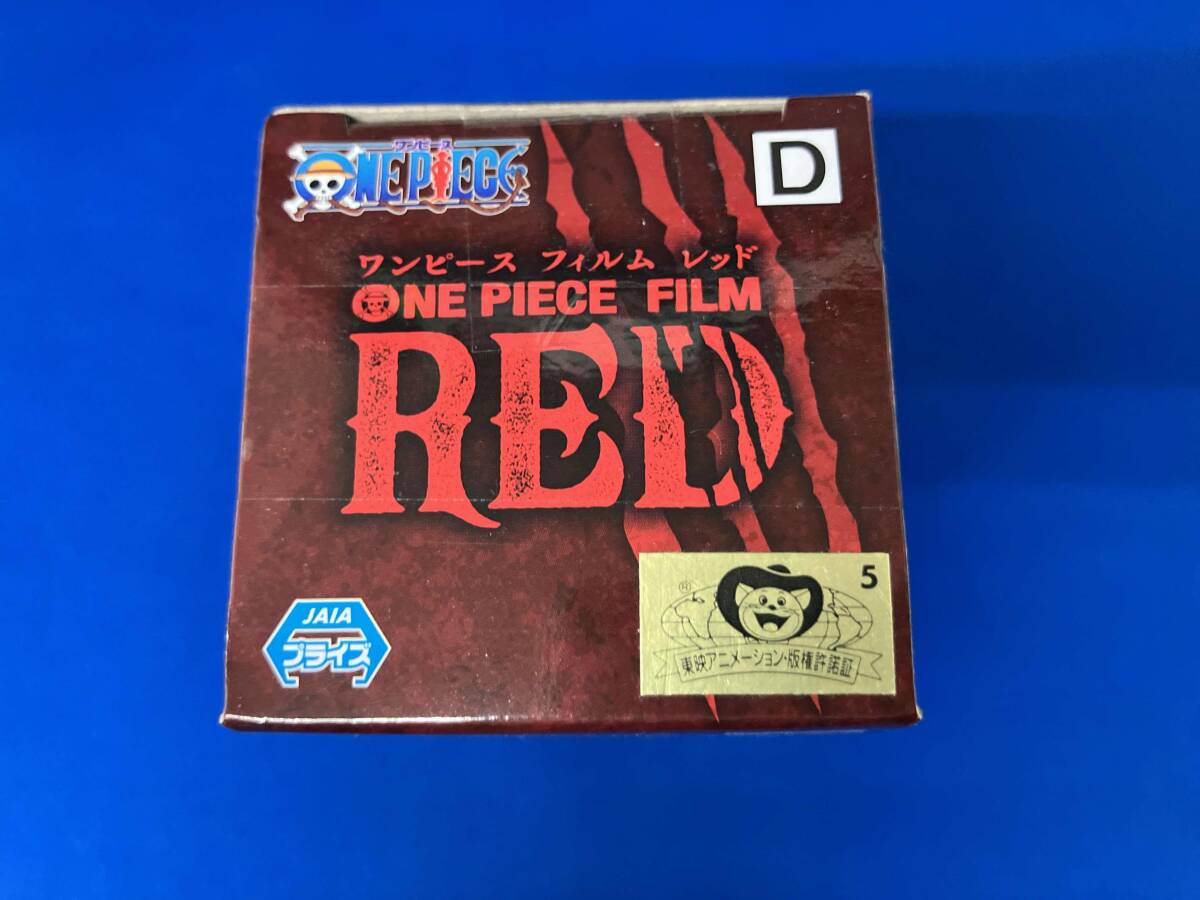 ワンピース
ONE PIECE
D
ワンピース フィルム レッド
ONE PIECE FILM
RED
JAIA
プライズ
® 5
東映アニメーション・版権許諾証